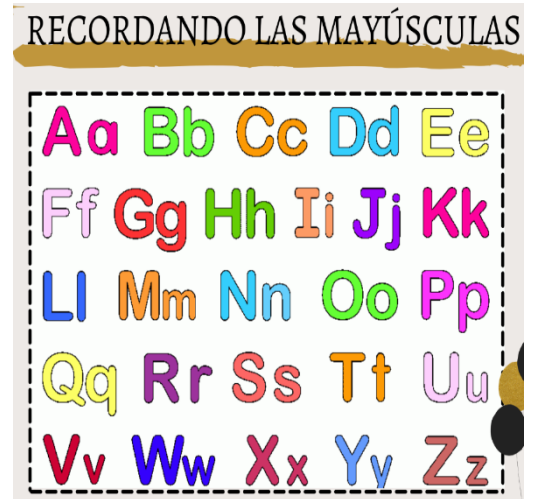 RECORDANDO LAS MAYÚSCULAS
Aa Bb Cc Dd Ee
Ff Gg Hh Ii Jj Kk
Ll Mm Nn Oo Pp
Qq Rr Ss Tt Uu
Vv Ww Xx Yy Zz